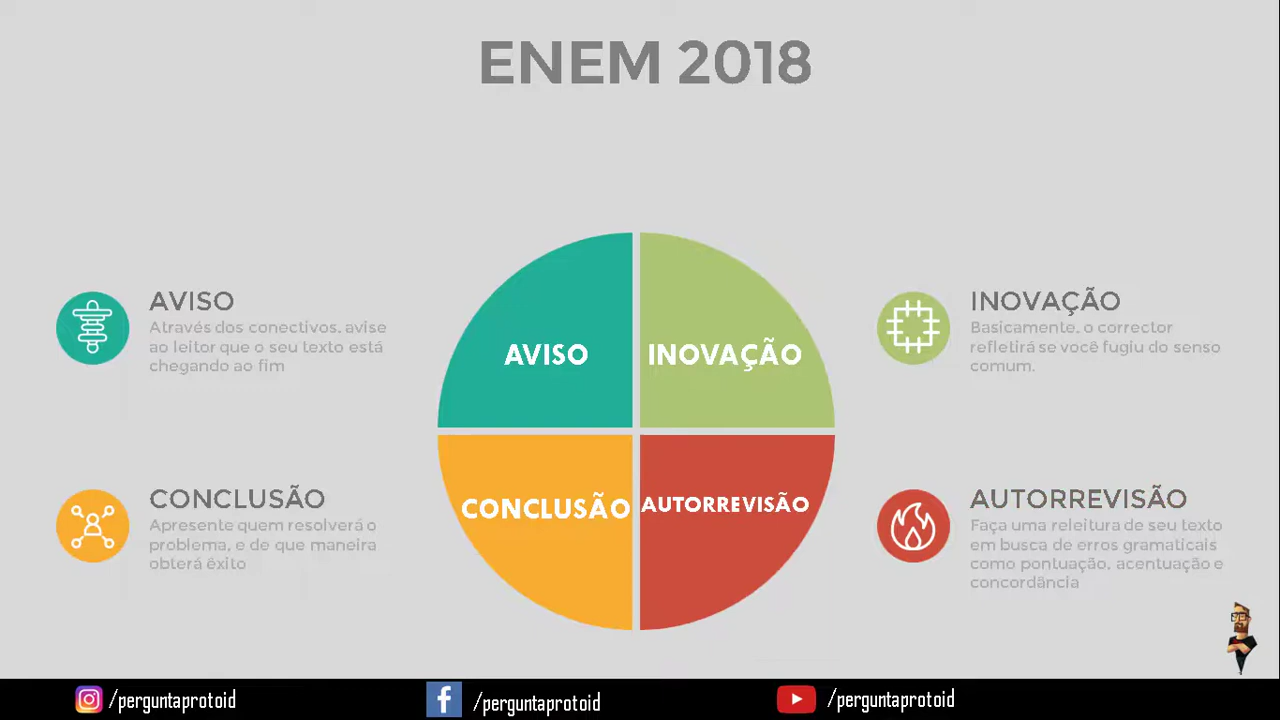 ENEM 2018
AVISO
Através dos conectivos, avise
ao leitor que o seu texto está
chegando ao fim
CONCLUSÃO
Apresente quem resolverá o
problema, e de que maneira
obterá êxito
AVISO
INOVAÇÃO
CONCLUSÃO
AUTORREVISÃO
INOVAÇÃO
Basicamente, o corrector
refletirá se você fugiu do senso
comum.
AUTORREVISÃO
Faça uma releitura de seu texto
em busca de erros gramaticais
como pontuação, acentuação e
concordância
/perguntaprotoid
/perguntaprotoid
/perguntaprotoid